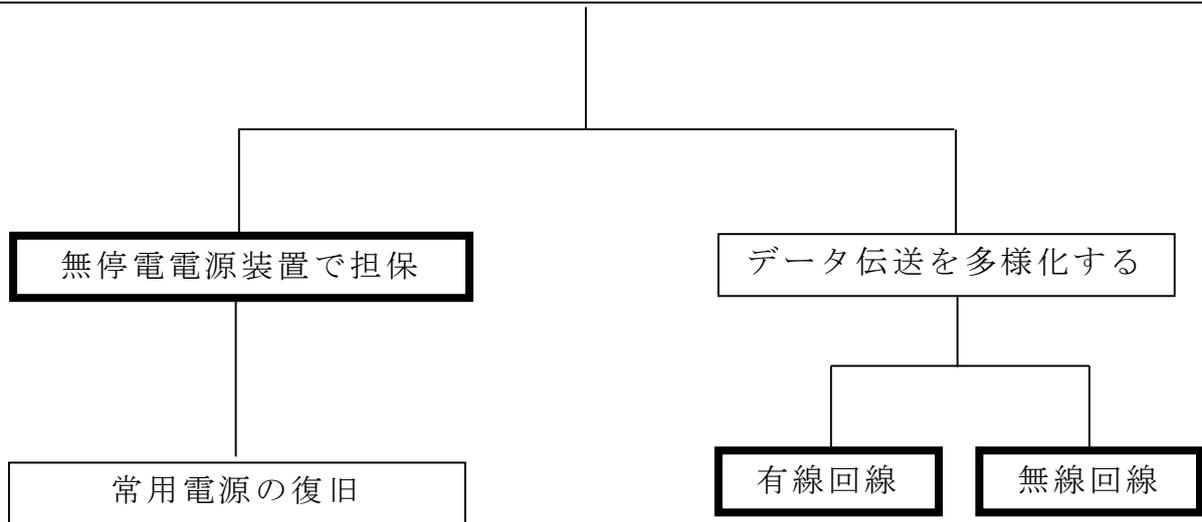 無停電電源装置で担保
データ伝送を多様化する
常用電源の復旧
有線回線
無線回線